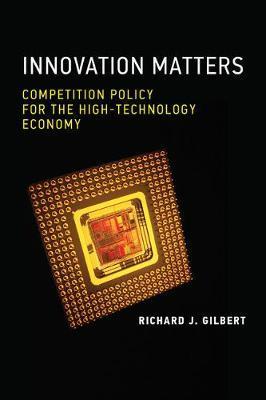 INNOVATION MATTERS
COMPETITION POLICY
FOR THE HIGH-TECHNOLOGY
ECONOMY
RICHARD J. GILBERT